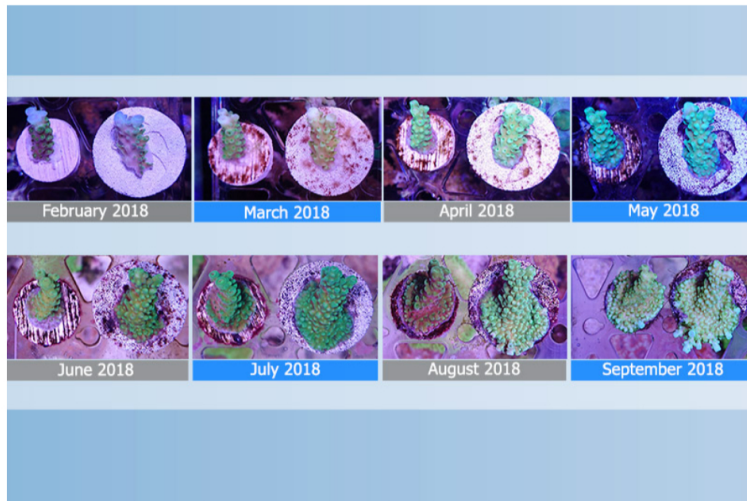 February 2018
March 2018
April 2018
May 2018
June 2018
July 2018
August 2018
September 2018